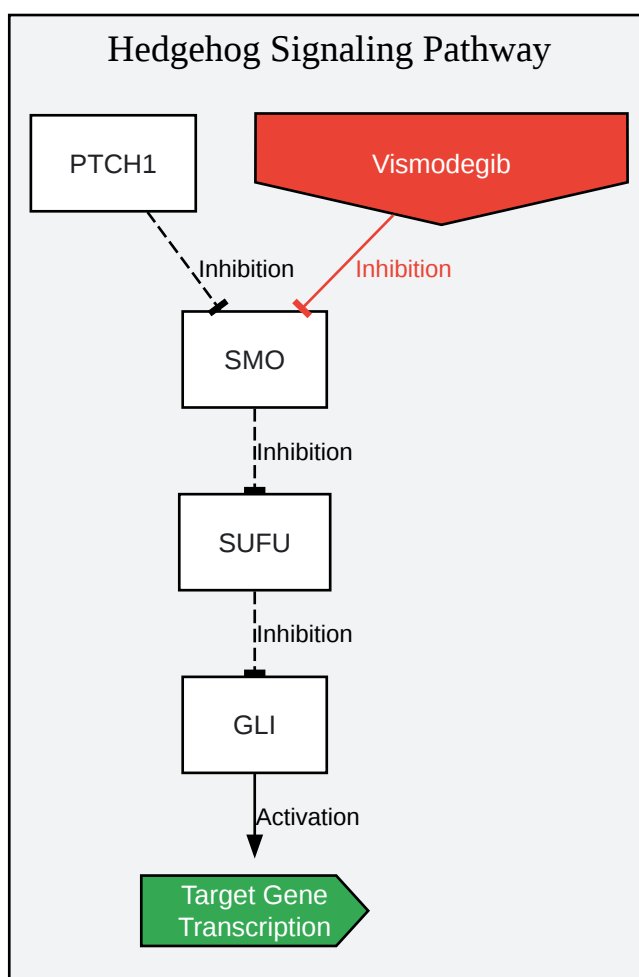 Hedgehog Signaling Pathway
PTCH1
Vismodegib
Inhibition
Inhibition
SMO
Inhibition
SUFU
Inhibition
GLI
Activation
Target Gene
Transcription